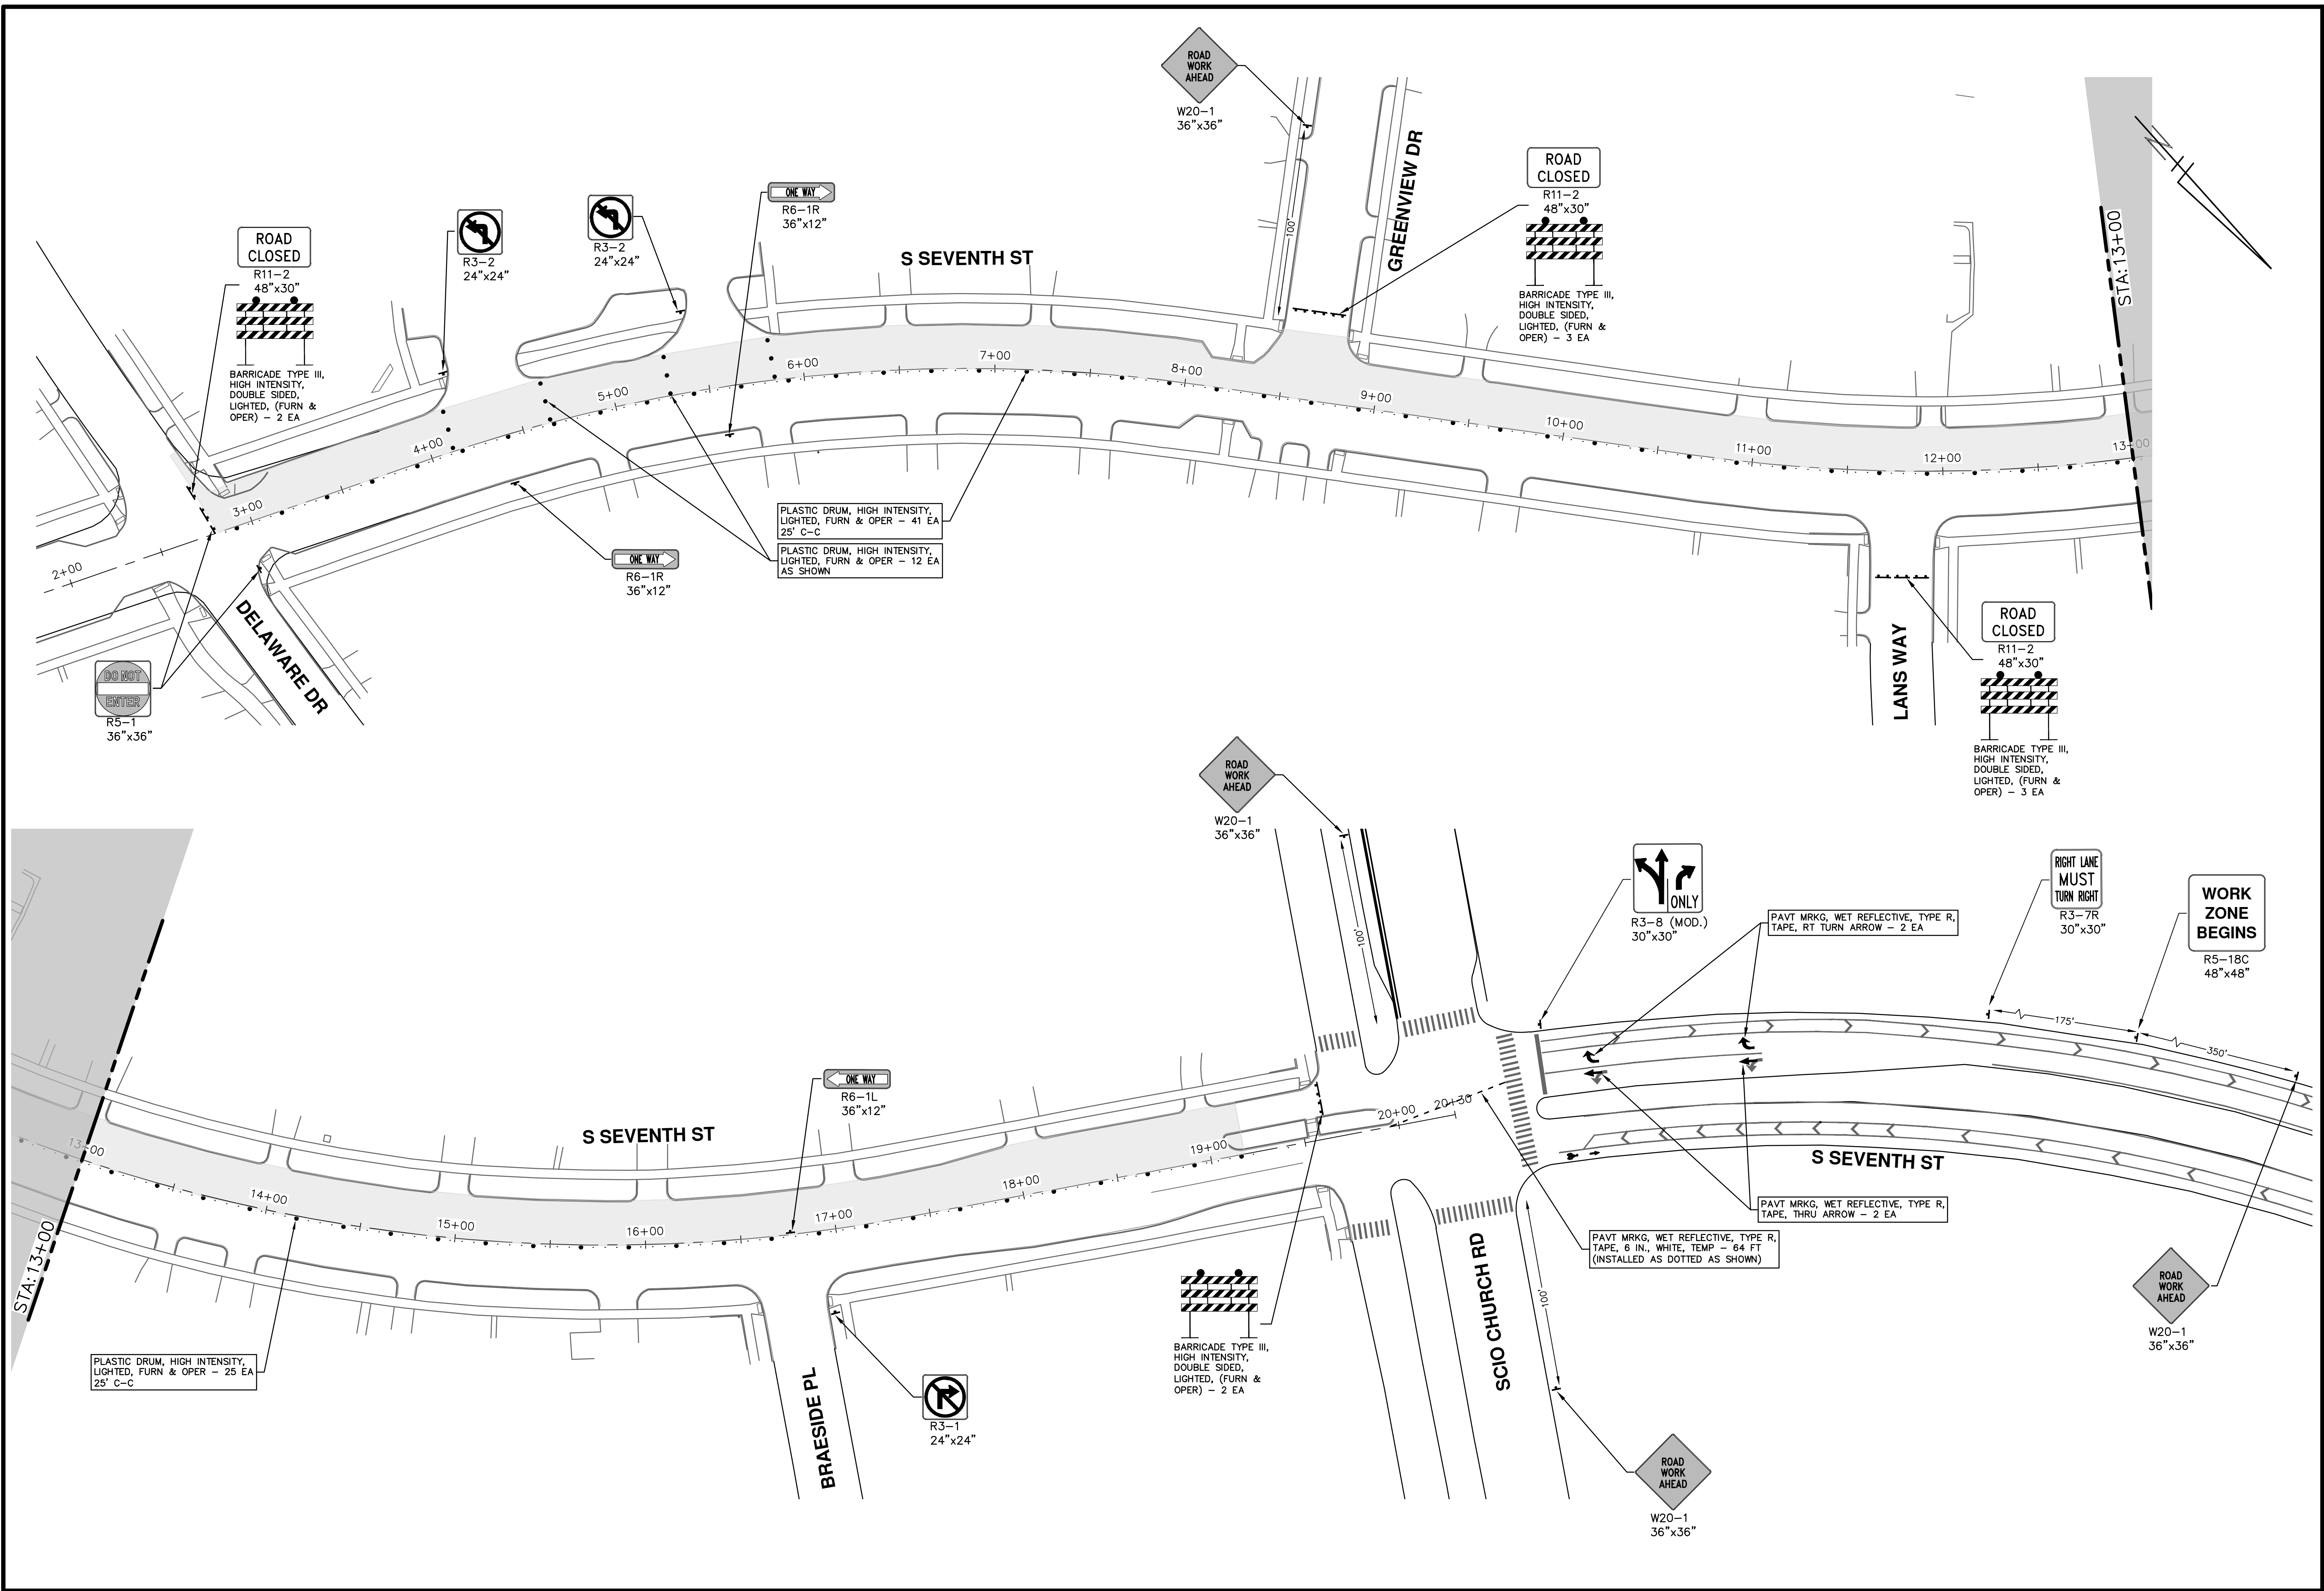 ROAD
WORK
AHEAD
W20-1
36"x36"
ROAD
CLOSED
R11-2
48"x30"
BARRICADE TYPE III,
HIGH INTENSITY,
DOUBLE SIDED,
LIGHTED, (FURN &
OPER) – 2 EA
R3-2
24"x24"
R3-2
24"x24"
ONE WAY
R6-1R
36"x12"
S SEVENTH ST
100'
GREENVIEW DR
ROAD
CLOSED
R11-2
48"x30"
BARRICADE TYPE III,
HIGH INTENSITY,
DOUBLE SIDED,
LIGHTED, (FURN &
OPER) – 3 EA
STA:13+00
2+00
3+00
4+00
5+00
6+00
7+00
8+00
9+00
10+00
11+00
12+00
13+00
PLASTIC DRUM, HIGH INTENSITY,
LIGHTED, FURN & OPER – 41 EA
25' C-C
PLASTIC DRUM, HIGH INTENSITY,
LIGHTED, FURN & OPER – 12 EA
AS SHOWN
ONE WAY
R6-1R
36"x12"
DO NOT
ENTER
R5-1
36"x36"
DELAWARE DR
LANS WAY
ROAD
CLOSED
R11-2
48"x30"
BARRICADE TYPE III,
HIGH INTENSITY,
DOUBLE SIDED,
LIGHTED, (FURN &
OPER) – 3 EA
ROAD
WORK
AHEAD
W20-1
36"x36"
100'
ONLY
R3-8 (MOD.)
30"x30"
PAVT MRKG, WET REFLECTIVE, TYPE R,
TAPE, RT TURN ARROW – 2 EA
RIGHT LANE
MUST
TURN RIGHT
R3-7R
30"x30"
WORK
ZONE
BEGINS
R5-18C
48"x48"
175'
350'
ONE WAY
R6-1L
36"x12"
S SEVENTH ST
13+00
14+00
15+00
16+00
17+00
18+00
19+00
20+00
20+30
S SEVENTH ST
PAVT MRKG, WET REFLECTIVE, TYPE R,
TAPE, THRU ARROW – 2 EA
PAVT MRKG, WET REFLECTIVE, TYPE R,
TAPE, 6 IN., WHITE, TEMP – 64 FT
(INSTALLED AS DOTTED AS SHOWN)
STA:13+00
PLASTIC DRUM, HIGH INTENSITY,
LIGHTED, FURN & OPER – 25 EA
25' C-C
BRAESIDE PL
R3-1
24"x24"
BARRICADE TYPE III,
HIGH INTENSITY,
DOUBLE SIDED,
LIGHTED, (FURN &
OPER) – 2 EA
SCIO CHURCH RD
100'
ROAD
WORK
AHEAD
W20-1
36"x36"
ROAD
WORK
AHEAD
W20-1
36"x36"